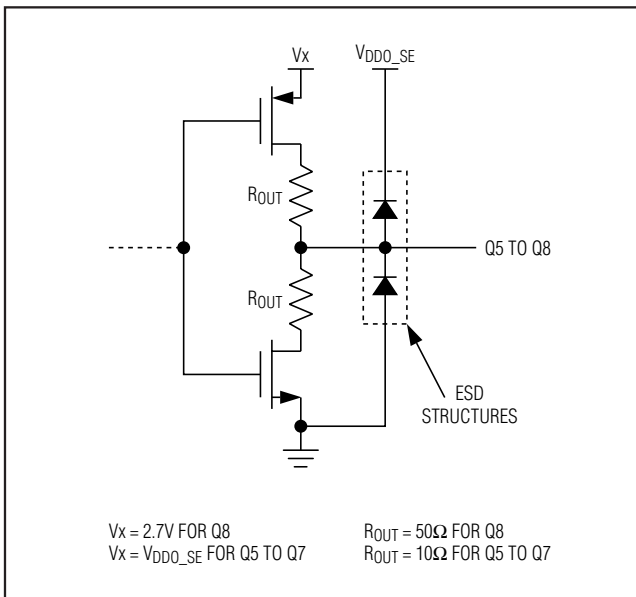 Vx
VDDO_SE
ROUT
Q5 TO Q8
ROUT
ESD
STRUCTURES
Vx = 2.7V FOR Q8
Vx = VDDO_SE FOR Q5 TO Q7
ROUT = 50Ω FOR Q8
ROUT = 10Ω FOR Q5 TO Q7